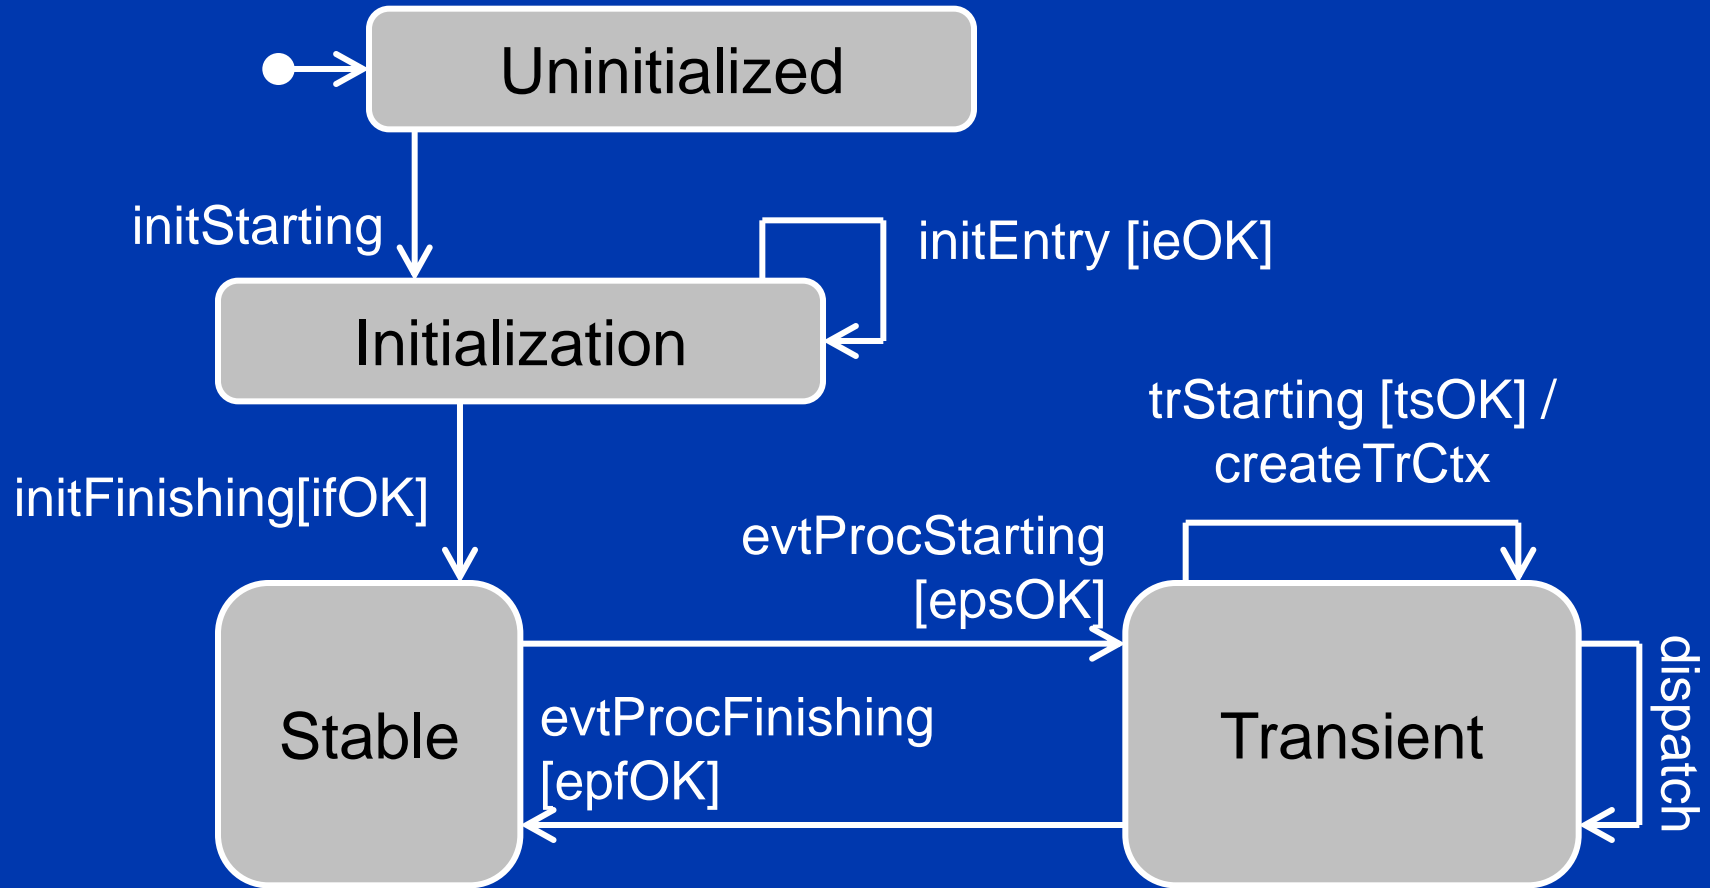 Uninitialized
initStarting
initEntry [ieOK]
Initialization
trStarting [tsOK] /
createTrCtx
initFinishing[ifOK]
evtProcStarting
[epsOK]
dispatch
Stable
evtProcFinishing
[epfOK]
Transient